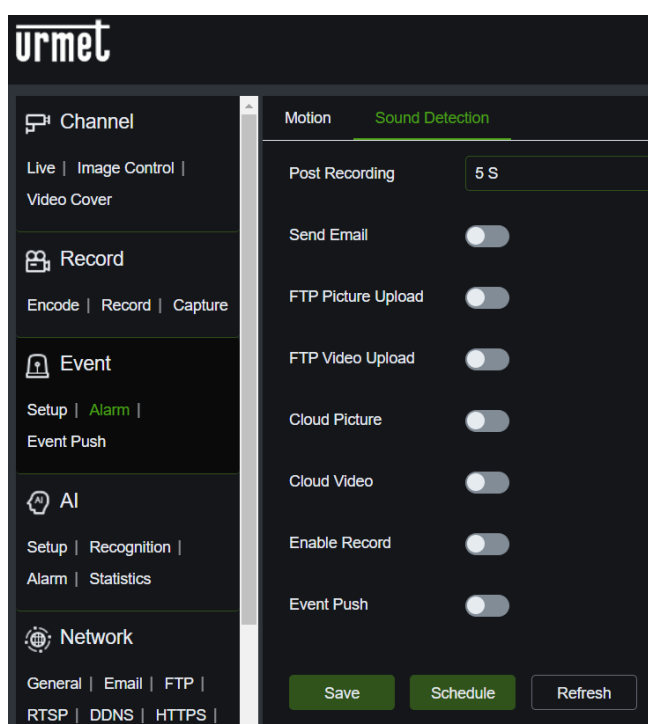 urmet
Channel
Live | Image Control |
Video Cover
Record
Encode | Record | Capture
Event
Setup | Alarm |
Event Push
AI
Setup | Recognition |
Alarm | Statistics
Network
General | Email | FTP |
RTSP | DDNS | HTTPS |
Motion Sound Detection
Post Recording 5 S
Send Email
FTP Picture Upload
FTP Video Upload
Cloud Picture
Cloud Video
Enable Record
Event Push
Save Schedule Refresh